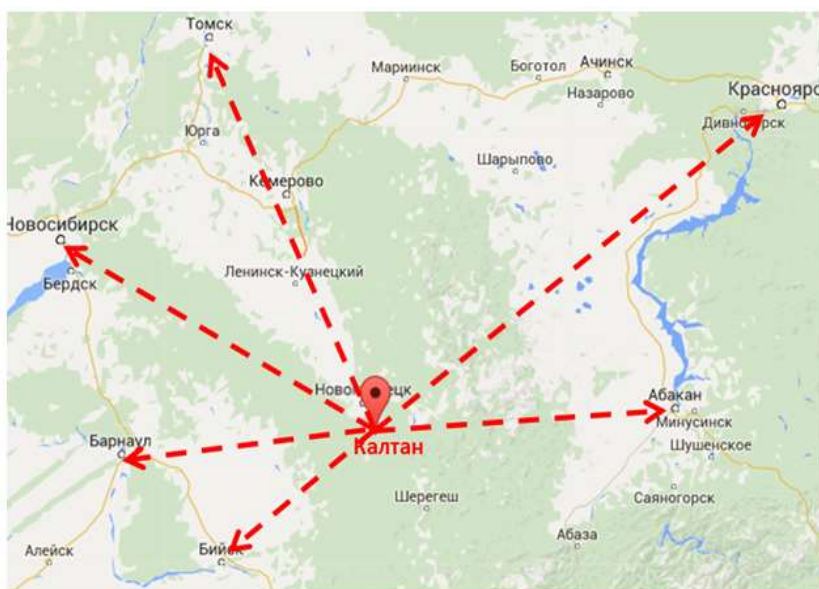 Томск
Мариинск
Боготол
Ачинск
Назарово
Красноярс
Дивногорск
Юрга
Шарыпово
Кемерово
Новосибирск
Бердск
Ленинск-Кузнецкий
Абакан
Минусинск
Калтан
Барнаул
Шушенское
Саяногорск
Шерегеш
Абаза
Алейск
Бийск